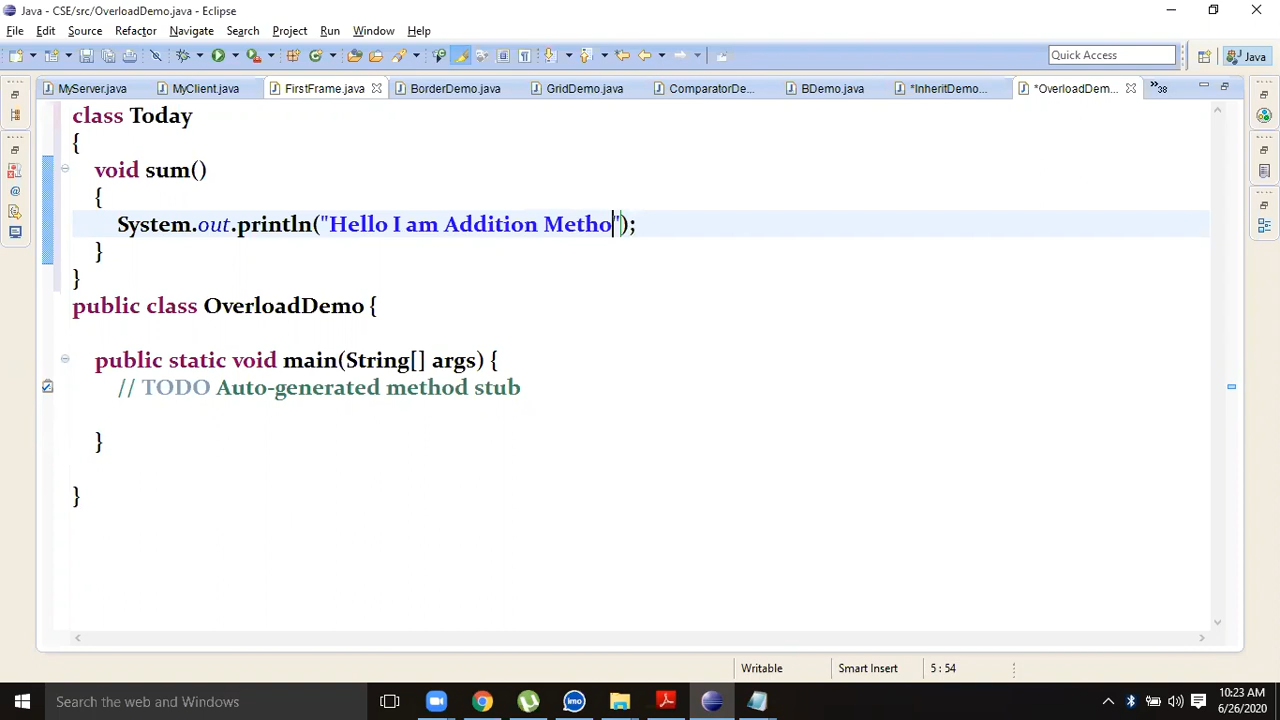 Java - CSE/src/OverloadDemo.java - Eclipse
File Edit Source Refactor Navigate Search Project Run Window Help
Quick Access Java
MyServer.java MyClient.java FirstFrame.java BorderDemo.java GridDemo.java ComparatorDe... BDemo.java *InheritDemo... *OverloadDem... »38
class Today
{
void sum()
{
System.out.println("Hello I am Addition Metho");
}
}
public class OverloadDemo {
public static void main(String[] args) {
// TODO Auto-generated method stub
}
}
Writable Smart Insert 5 : 54
Search the web and Windows imo 10:23 AM
6/26/2020